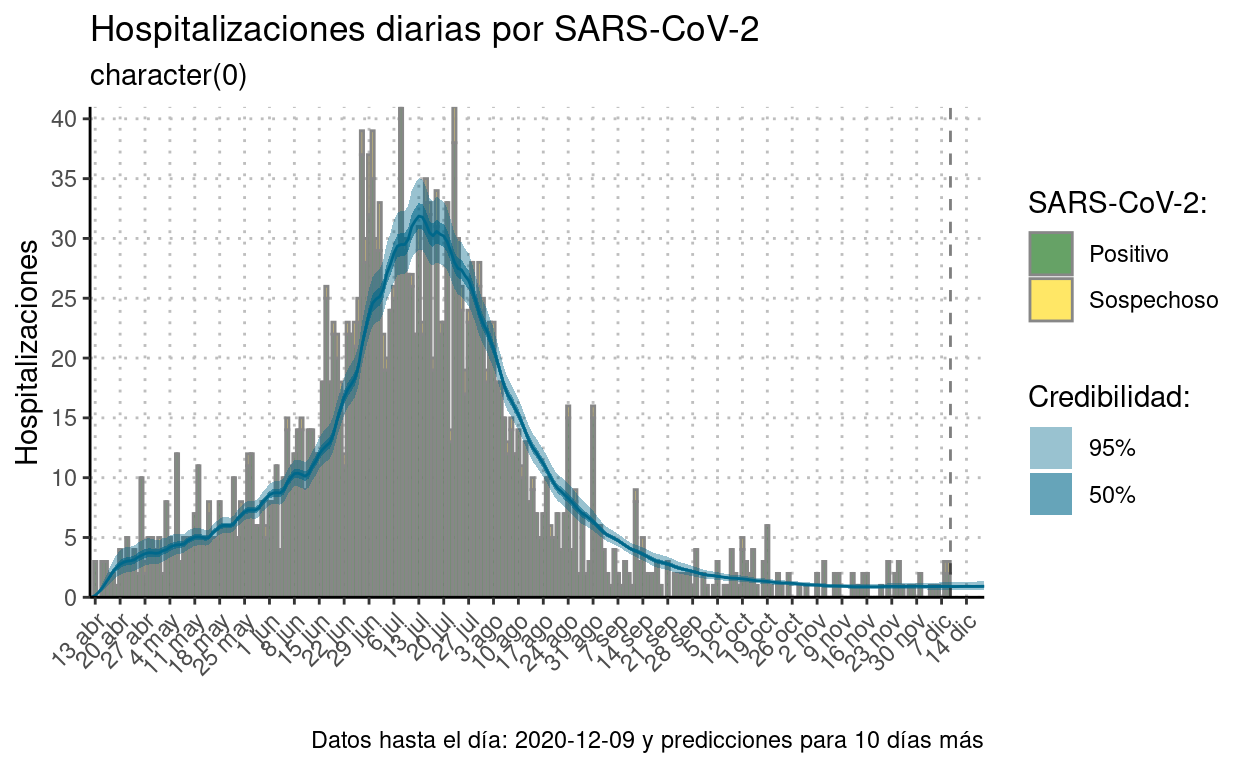 Hospitalizaciones diarias por SARS-CoV-2
character(0)
Hospitalizaciones
40
35
30
25
20
15
10
5
0
13 abr
20 abr
27 abr
4 may
11 may
18 may
25 may
1 jun
8 jun
15 jun
22 jun
29 jun
6 jul
13 jul
20 jul
27 jul
3 ago
10 ago
17 ago
24 ago
31 ago
7 sep
14 sep
21 sep
28 sep
5 oct
12 oct
19 oct
26 oct
2 nov
9 nov
16 nov
23 nov
30 nov
7 dic
14 dic
SARS-CoV-2:
Positivo
Sospechoso
Credibilidad:
95%
50%
Datos hasta el día: 2020-12-09 y predicciones para 10 días más